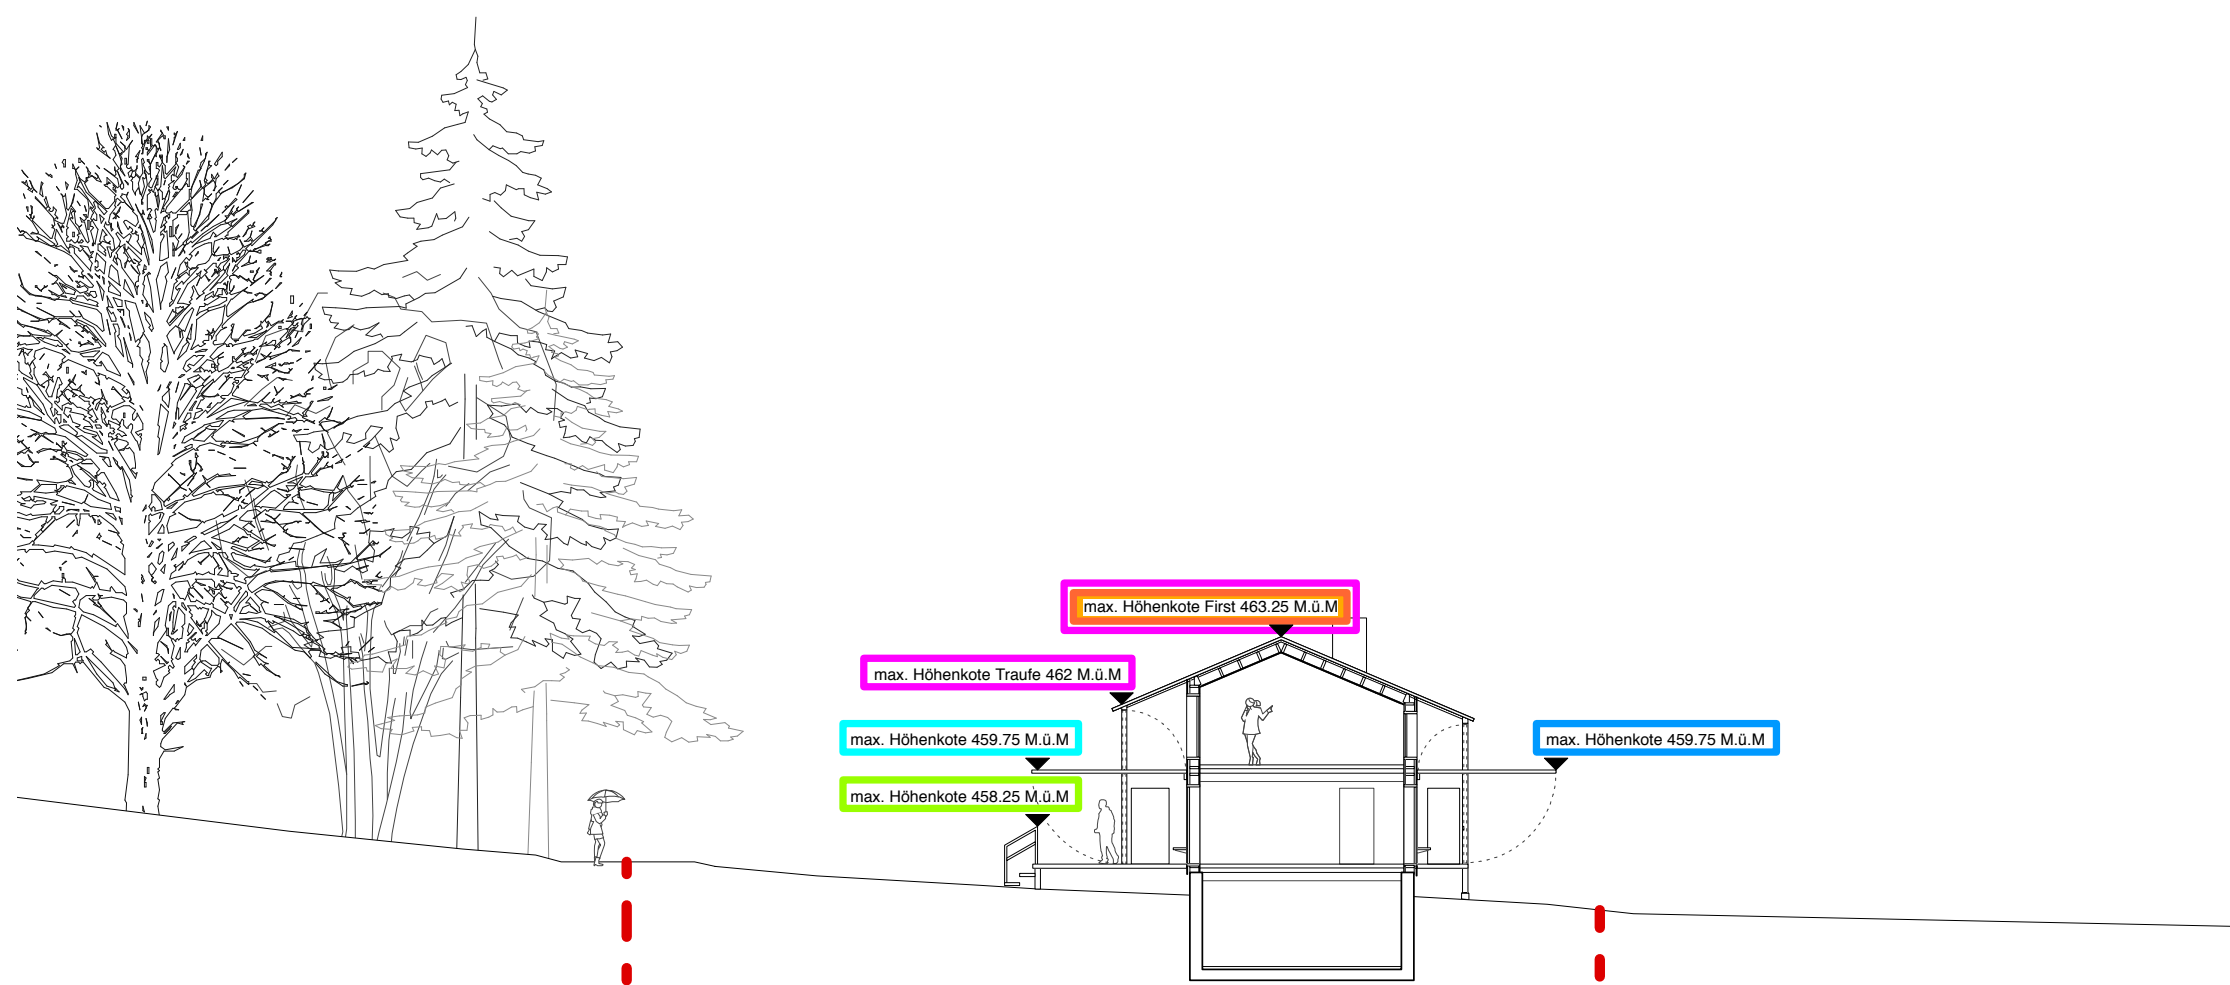 max. Höhenkote First 463.25 M.ü.M
max. Höhenkote Traufe 462 M.ü.M
max. Höhenkote 459.75 M.ü.M
max. Höhenkote 459.75 M.ü.M
max. Höhenkote 458.25 M.ü.M